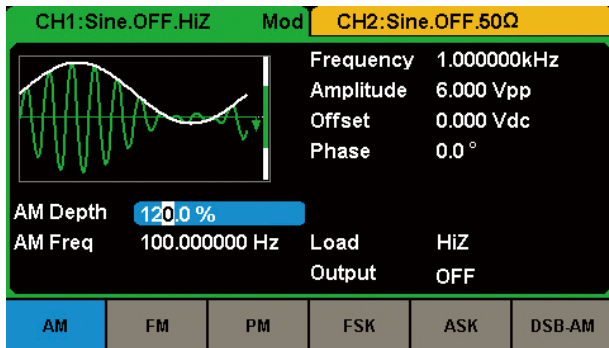 CH1:Sine.OFF.HiZ Mod CH2:Sine.OFF.50Ω
Frequency 1.000000kHz
Amplitude 6.000 Vpp
Offset 0.000 Vdc
Phase 0.0 °
AM Depth 120.0 %
AM Freq 100.000000 Hz Load HiZ
Output OFF
AM FM PM FSK ASK DSB-AM